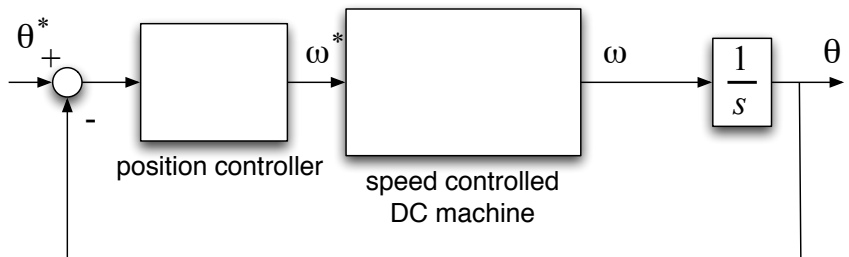 θ*
+
-
position controller
ω*
speed controlled
DC machine
ω
1
s
θ